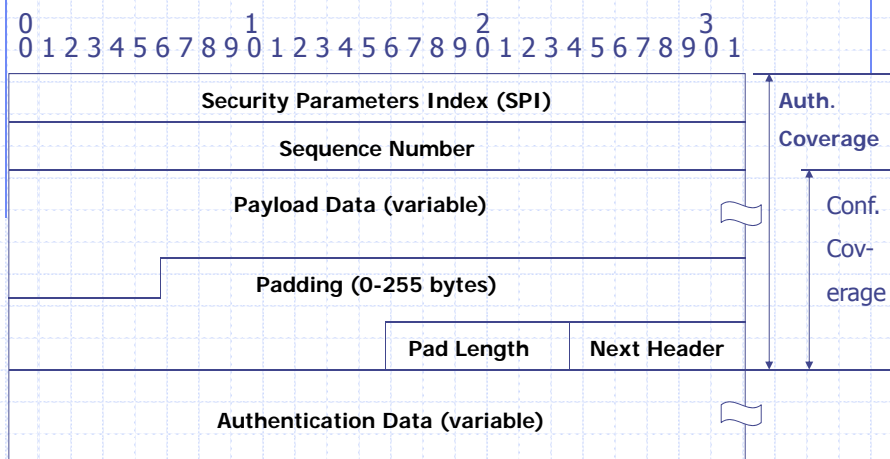 0 1 2 3
0 1 2 3 4 5 6 7 8 9 0 1 2 3 4 5 6 7 8 9 0 1 2 3 4 5 6 7 8 9 0 1
Security Parameters Index (SPI)
Auth.
Coverage
Sequence Number
Payload Data (variable)
Conf.
Cov-
erage
Padding (0-255 bytes)
Pad Length
Next Header
Authentication Data (variable)